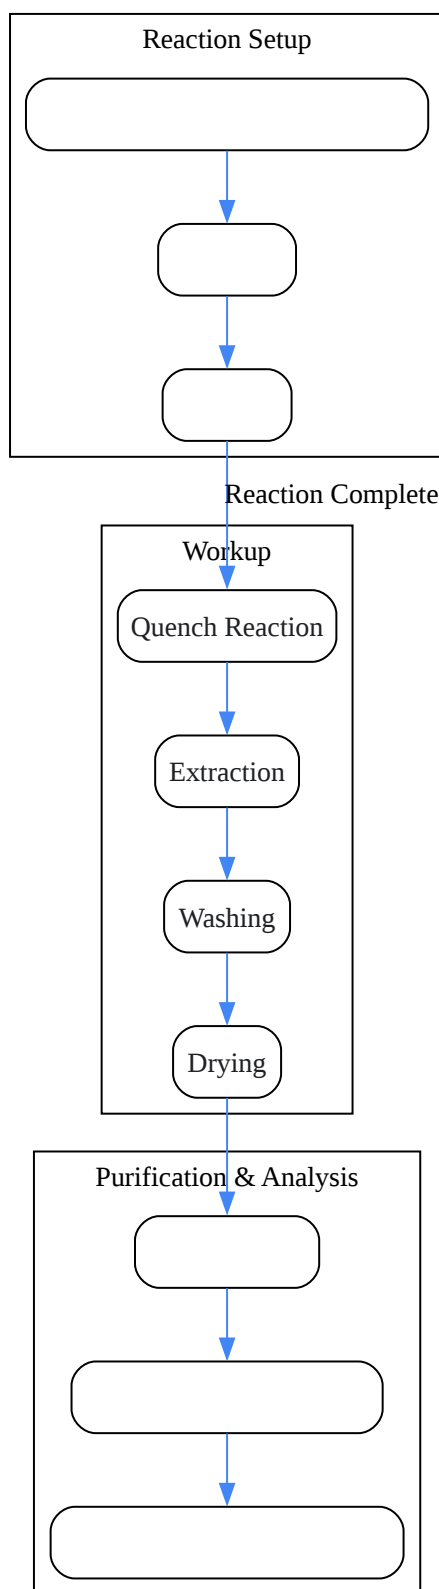 Reaction Setup
Reaction Complete
Workup
Quench Reaction
Extraction
Washing
Drying
Purification & Analysis